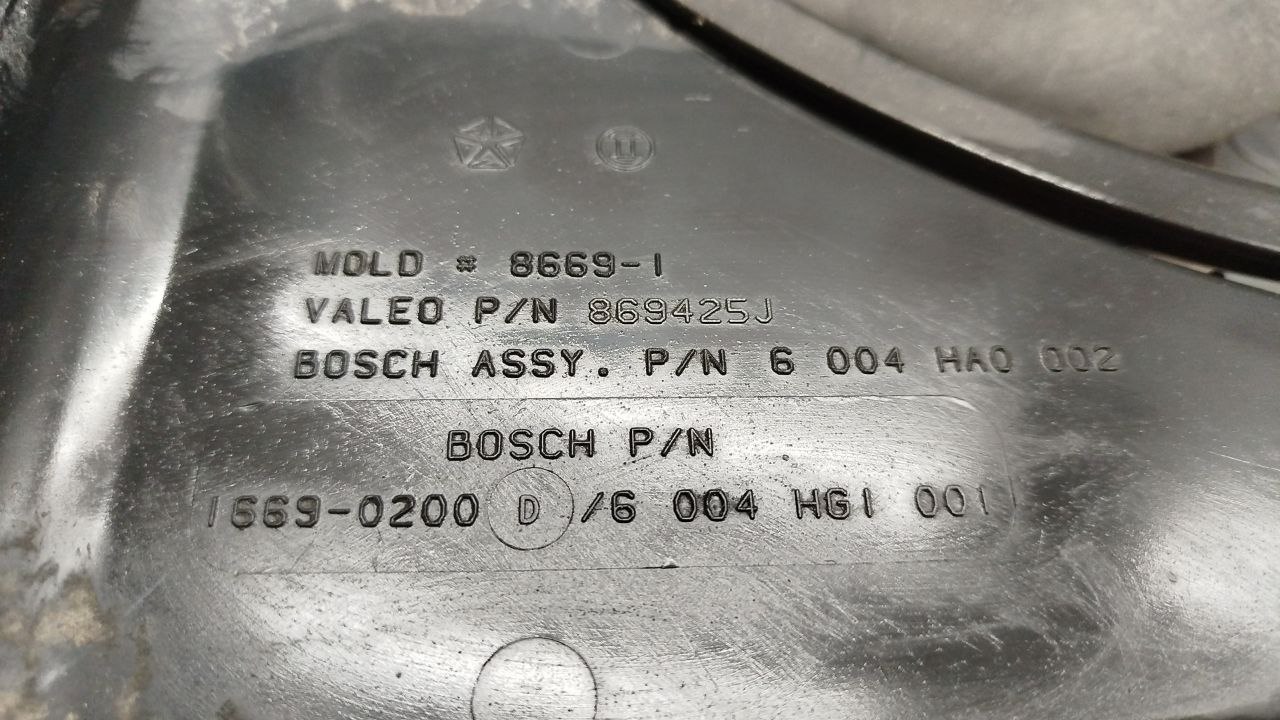 MOLD # 8669-1
VALEO P/N 869425J
BOSCH ASSY. P/N 6 004 HA0 002
BOSCH P/N
1669-0200 D /6 004 HG1 001